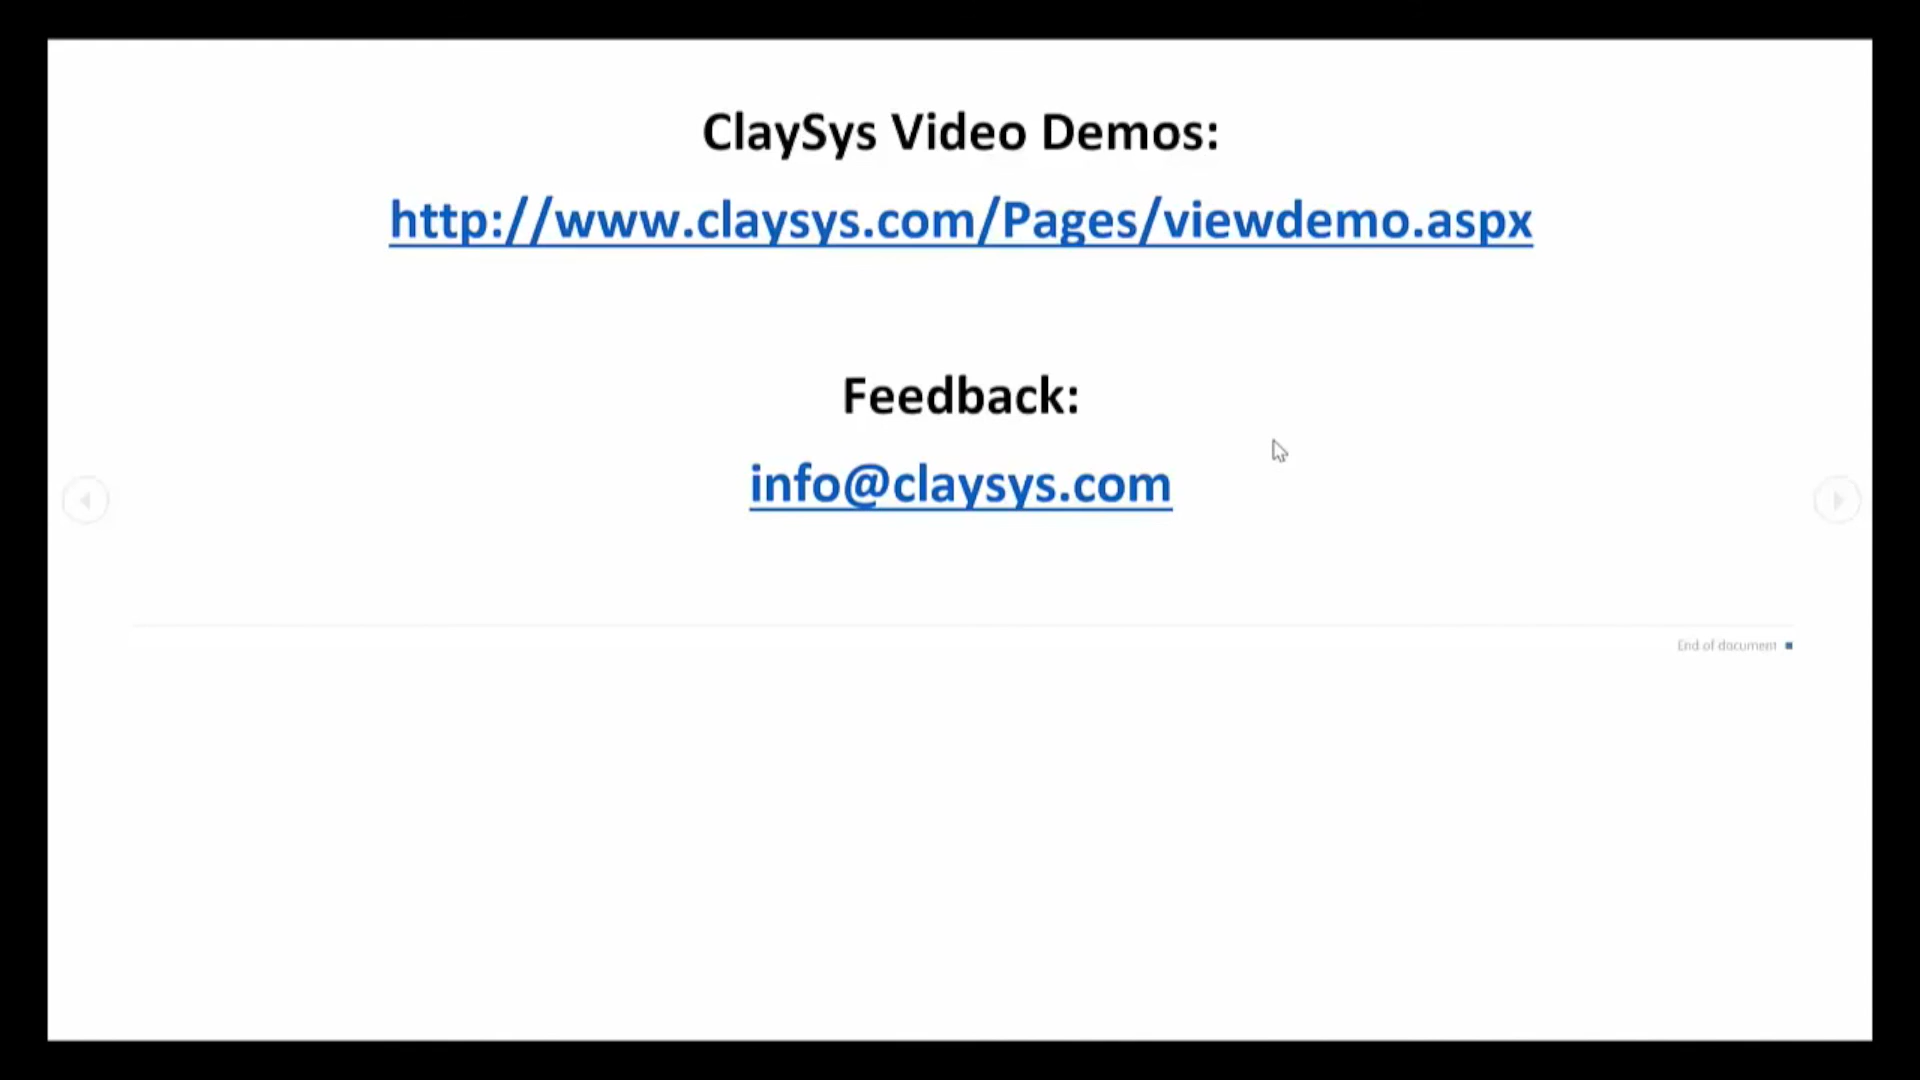 ClaySys Video Demos:
http://www.claysys.com/Pages/viewdemo.aspx
Feedback:
info@claysys.com
End of document